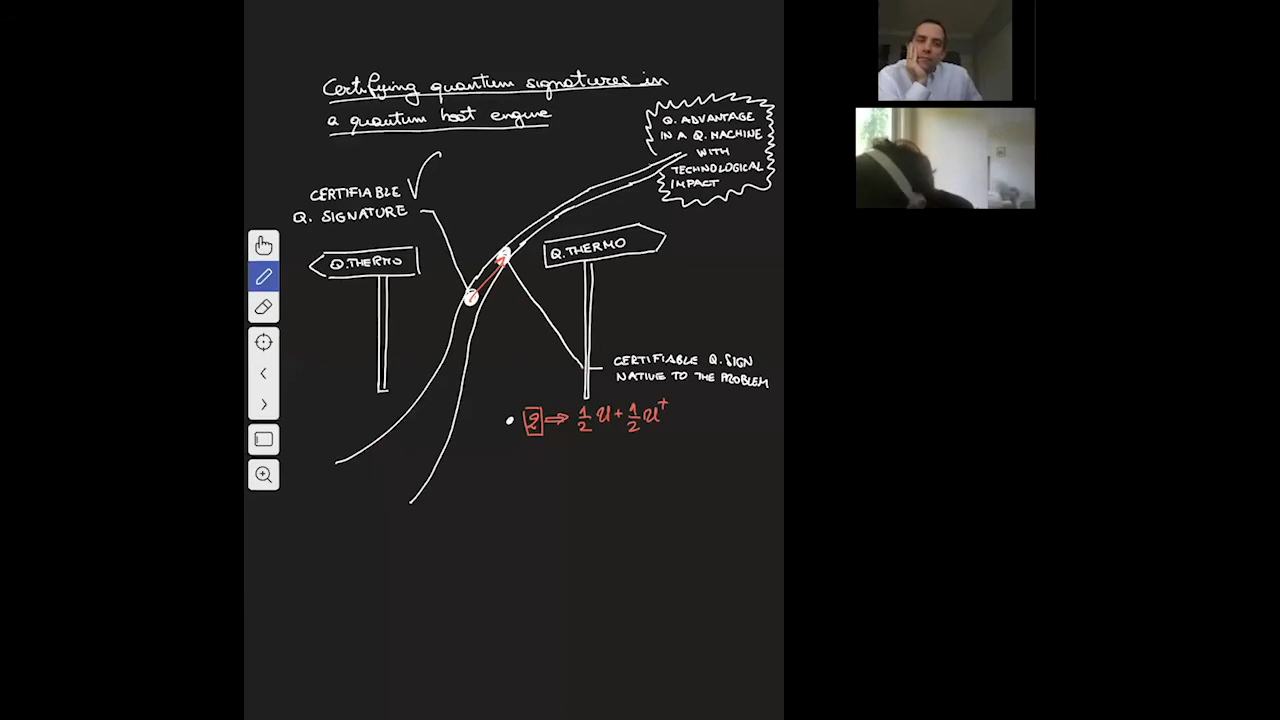 Certifying quantum signatures in
a quantum heat engine
Q. ADVANTAGE
IN A Q. MACHINE
WITH
TECHNOLOGICAL
IMPACT
CERTIFIABLE
Q. SIGNATURE
Q.THERMO
Q.THERMO
CERTIFIABLE Q.SIGN
NATIVE TO THE PROBLEM
• 2 ⇒ 1/2 U + 1/2 U†